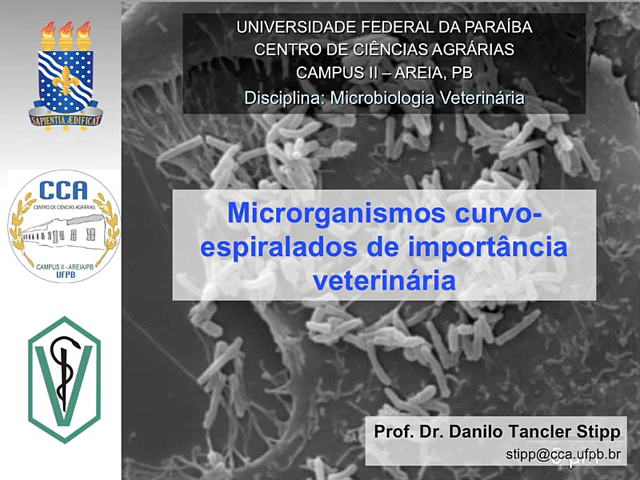 UNIVERSIDADE FEDERAL DA PARAÍBA
CENTRO DE CIÊNCIAS AGRÁRIAS
CAMPUS II – AREIA, PB
Disciplina: Microbiologia Veterinária
SAPIENTIA ÆDIFICAT
CCA
CENTRO DE CIÊNCIAS AGRÁRIAS
CAMPUS II - AREIA/PB
UFPB
Microrganismos curvo-
espiralados de importância
veterinária
V
Prof. Dr. Danilo Tancler Stipp
stipp@cca.ufpb.br